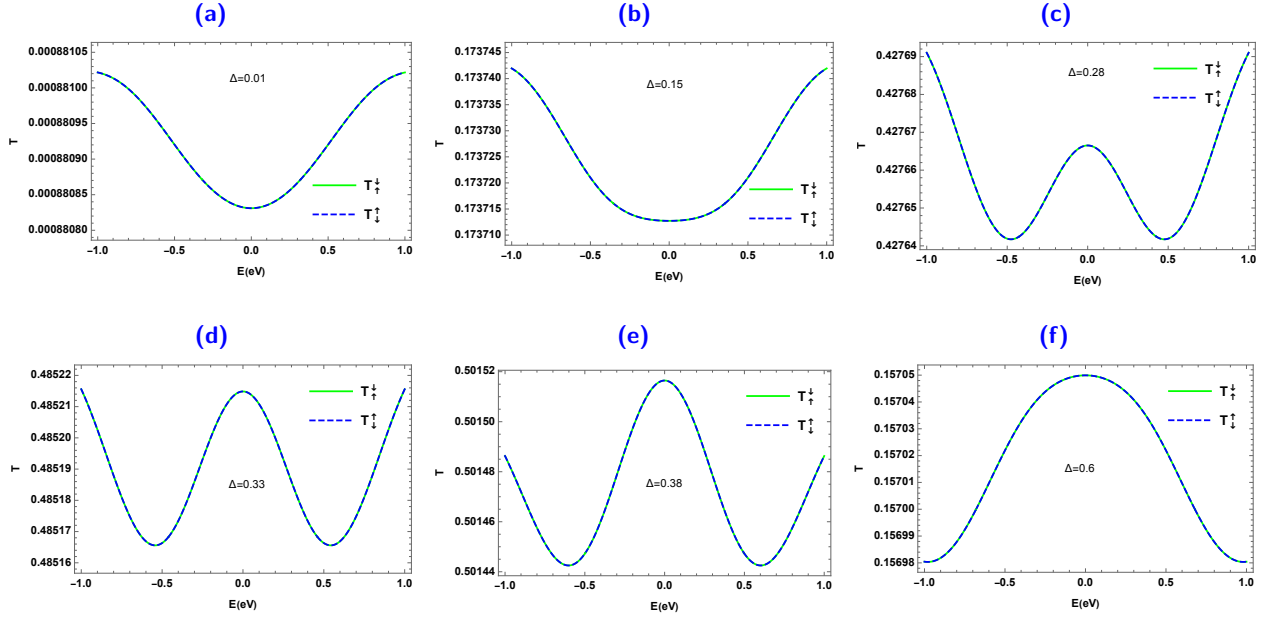 (a)
0.00088105
0.00088100
0.00088095
0.00088090
0.00088085
0.00088080
T
Δ=0.01
T↑↓
T↓↑
−1.0 −0.5 0.0 0.5 1.0
E(eV)
(b)
0.173745
0.173740
0.173735
0.173730
0.173725
0.173720
0.173715
0.173710
T
Δ=0.15
T↑↓
T↓↑
−1.0 −0.5 0.0 0.5 1.0
E(eV)
(c)
0.42769
0.42768
0.42767
0.42766
0.42765
0.42764
T
Δ=0.28
T↑↓
T↓↑
−1.0 −0.5 0.0 0.5 1.0
E(eV)
(d)
0.48522
0.48521
0.48520
0.48519
0.48518
0.48517
0.48516
T
Δ=0.33
T↑↓
T↓↑
−1.0 −0.5 0.0 0.5 1.0
E(eV)
(e)
0.50152
0.50150
0.50148
0.50146
0.50144
T
Δ=0.38
T↑↓
T↓↑
−1.0 −0.5 0.0 0.5 1.0
E(eV)
(f)
0.15705
0.15704
0.15703
0.15702
0.15701
0.15700
0.15699
0.15698
T
Δ=0.6
T↑↓
T↓↑
−1.0 −0.5 0.0 0.5 1.0
E(eV)